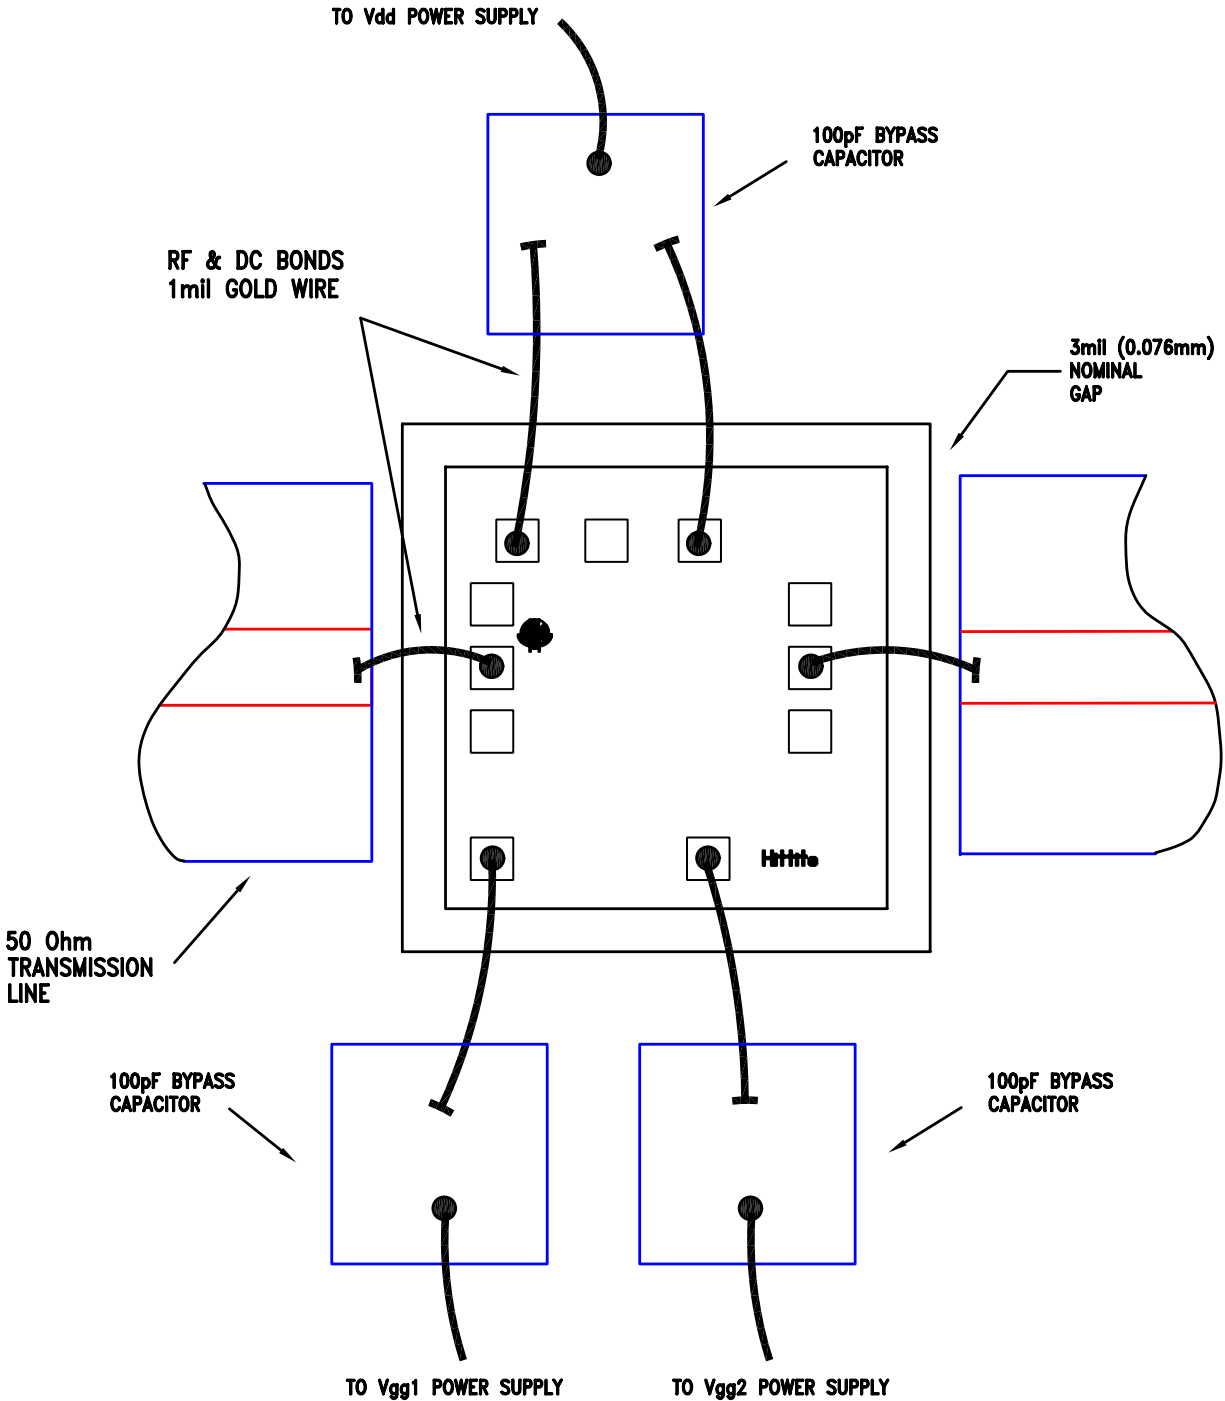 TO Vdd POWER SUPPLY
100pF BYPASS
CAPACITOR
RF & DC BONDS
1mil GOLD WIRE
3mil (0.076mm)
NOMINAL
GAP
Hittite
50 Ohm
TRANSMISSION
LINE
100pF BYPASS
CAPACITOR
100pF BYPASS
CAPACITOR
TO Vgg1 POWER SUPPLY
TO Vgg2 POWER SUPPLY